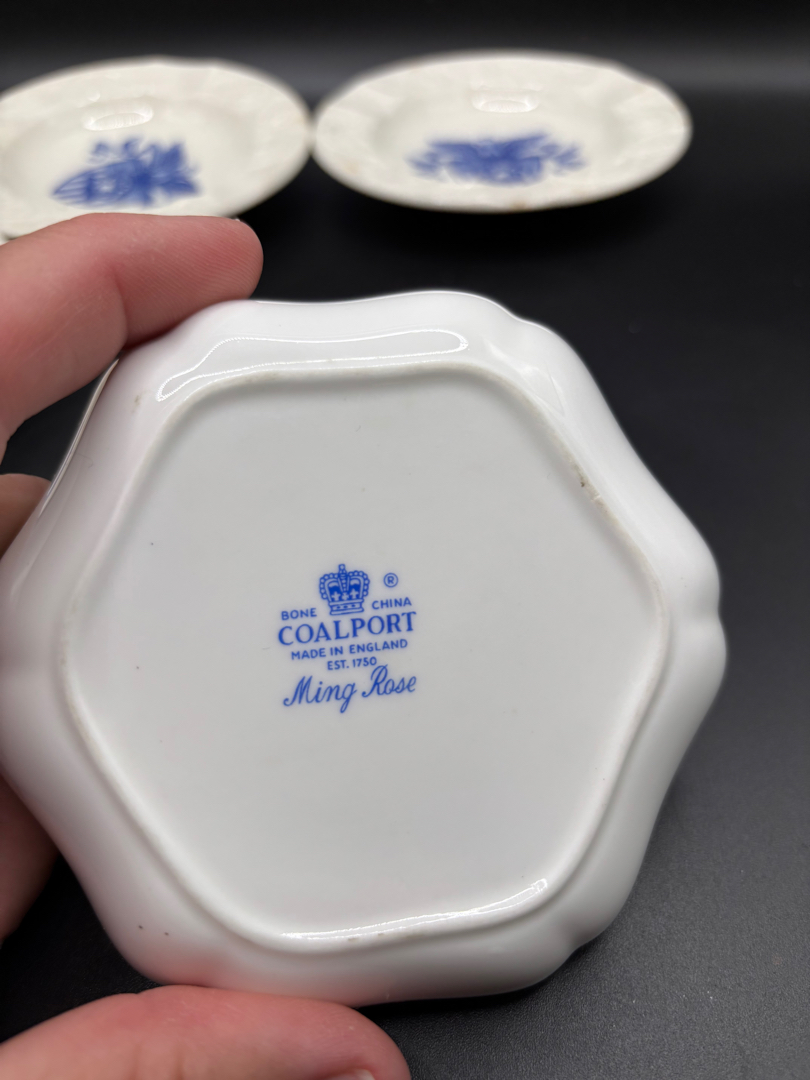 ®
BONE CHINA
COALPORT
MADE IN ENGLAND
EST. 1750
Ming Rose